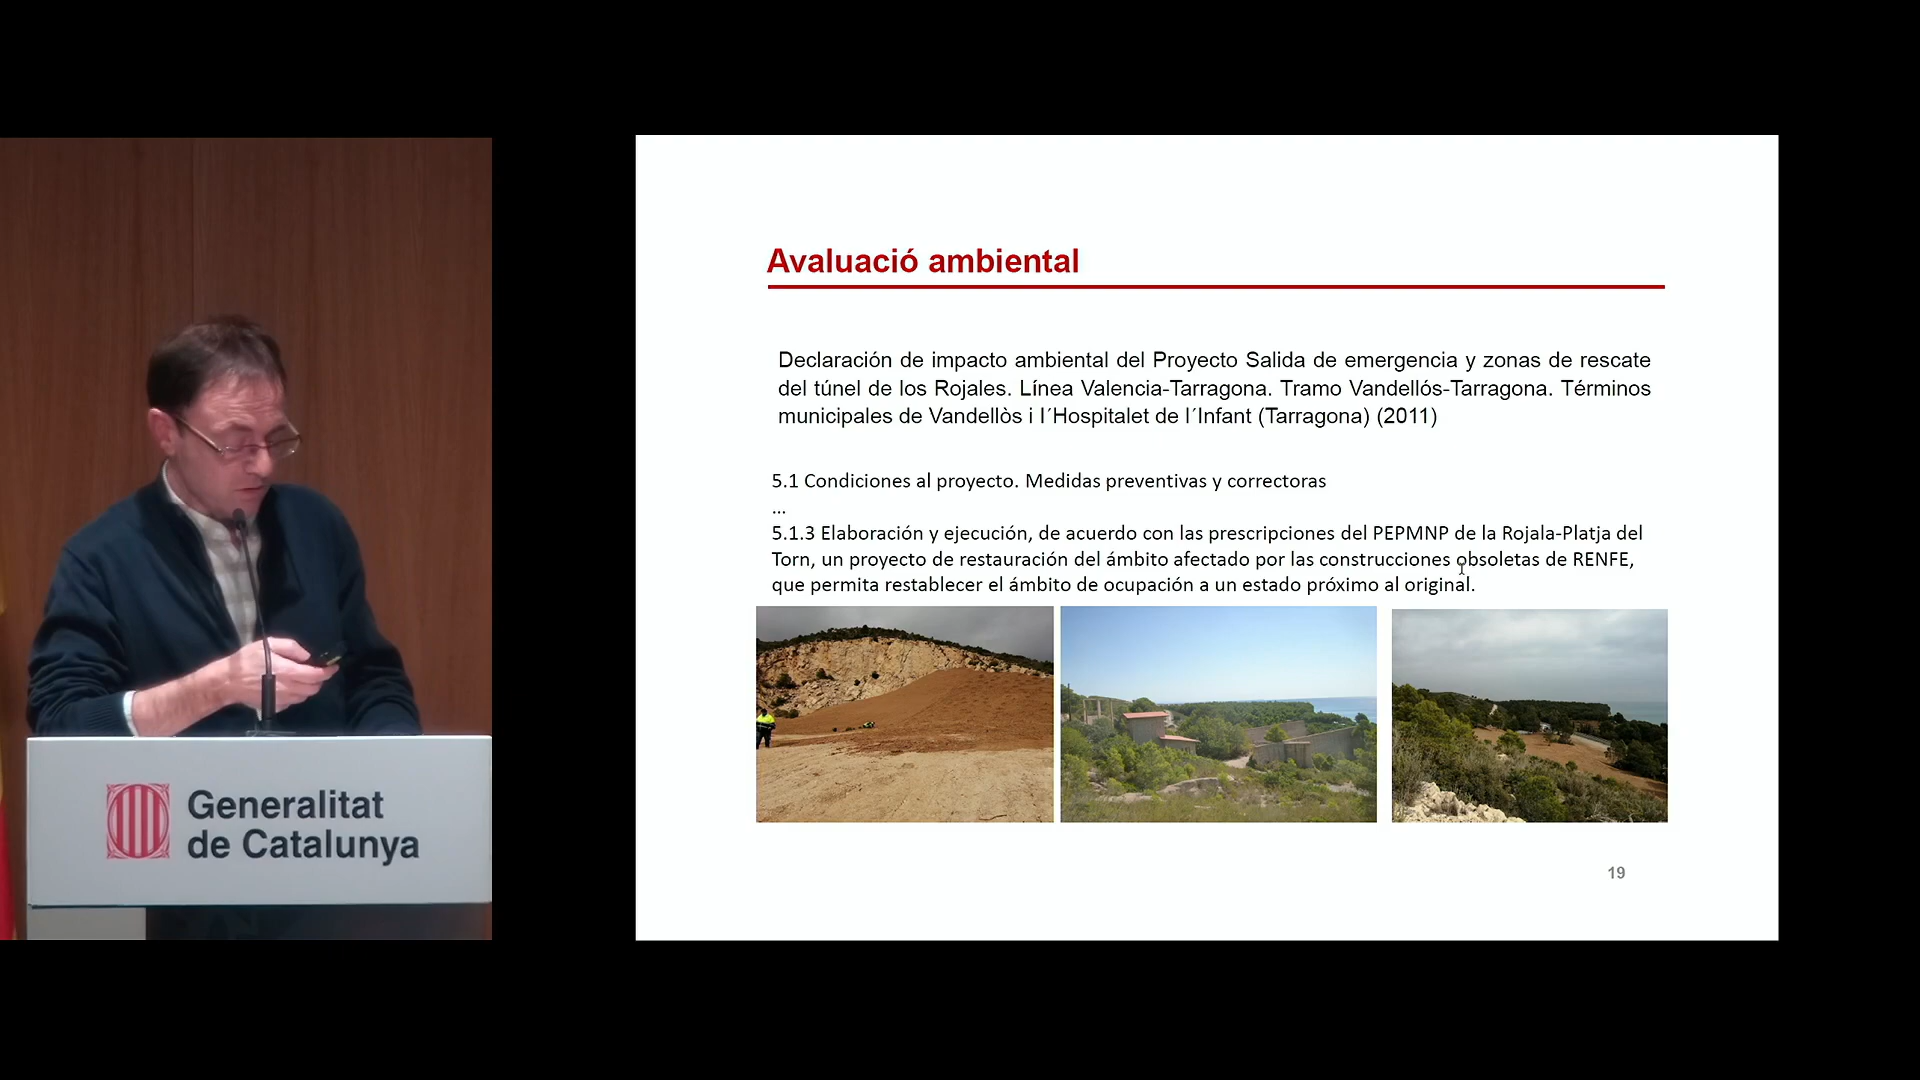 Generalitat
de Catalunya
Avaluació ambiental
Declaración de impacto ambiental del Proyecto Salida de emergencia y zonas de rescate
del túnel de los Rojales. Línea Valencia-Tarragona. Tramo Vandellós-Tarragona. Términos
municipales de Vandellòs i l´Hospitalet de l´Infant (Tarragona) (2011)
5.1 Condiciones al proyecto. Medidas preventivas y correctoras
...
5.1.3 Elaboración y ejecución, de acuerdo con las prescripciones del PEPMNP de la Rojala-Platja del
Torn, un proyecto de restauración del ámbito afectado por las construcciones obsoletas de RENFE,
que permita restablecer el ámbito de ocupación a un estado próximo al original.
19